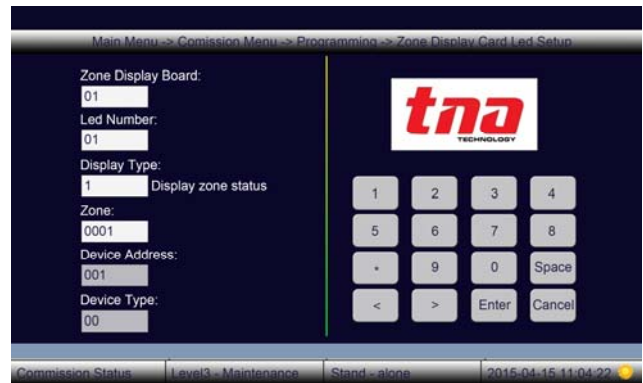 Main Menu -> Comission Menu -> Programming -> Zone Display Card Led Setup
Zone Display Board:
01
Led Number:
01
Display Type:
1 Display zone status
Zone:
0001
Device Address:
001
Device Type:
00
tna
TECHNOLOGY
1 2 3 4
5 6 7 8
* 9 0 Space
< > Enter Cancel
Commission Status Level3 - Maintenance Stand - alone 2015-04-15 11:04:22